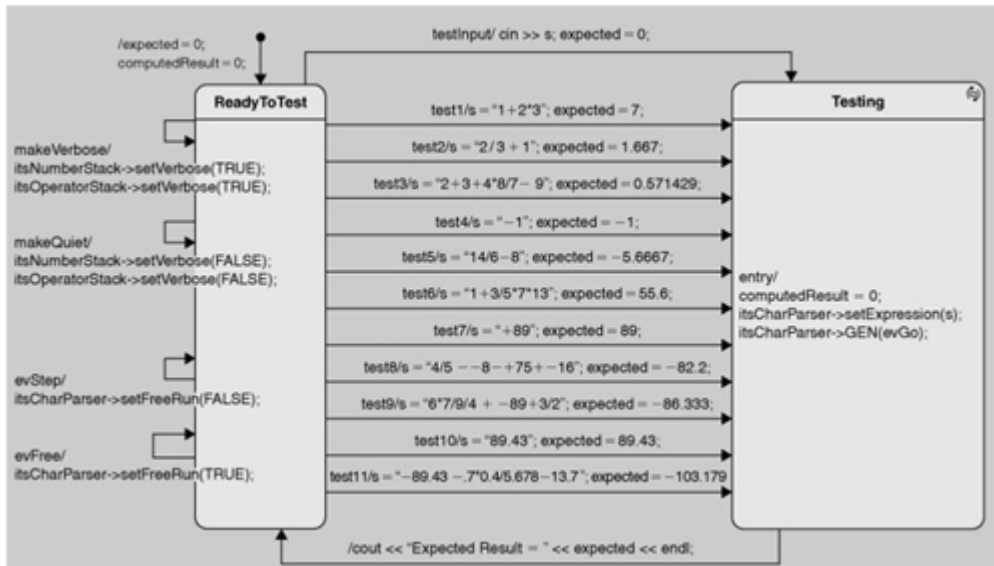 /expected = 0;
computedResult = 0;
testInput/ cin >> s; expected = 0;
ReadyToTest
Testing
makeVerbose/
itsNumberStack->setVerbose(TRUE);
itsOperatorStack->setVerbose(TRUE);
makeQuiet/
itsNumberStack->setVerbose(FALSE);
itsOperatorStack->setVerbose(FALSE);
evStep/
itsCharParser->setFreeRun(FALSE);
evFree/
itsCharParser->setFreeRun(TRUE);
test1/s = "1+2*3"; expected = 7;
test2/s = "2/3 + 1"; expected = 1.667;
test3/s = "2+3+4*8/7– 9"; expected = 0.571429;
test4/s = "–1"; expected = –1;
test5/s = "14/6–8"; expected = –5.6667;
test6/s = "1+3/5*7*13"; expected = 55.6;
test7/s = "+89"; expected = 89;
test8/s = "4/5 – –8– +75+ –16"; expected = –82.2;
test9/s = "6*7/9/4 + –89+3/2"; expected = –86.333;
test10/s = "89.43"; expected = 89.43;
test11/s = "–89.43 –.7*0.4/5.678–13.7"; expected = –103.179
entry/
computedResult = 0;
itsCharParser->setExpression(s);
itsCharParser->GEN(evGo);
/cout << "Expected Result = " << expected << endl;